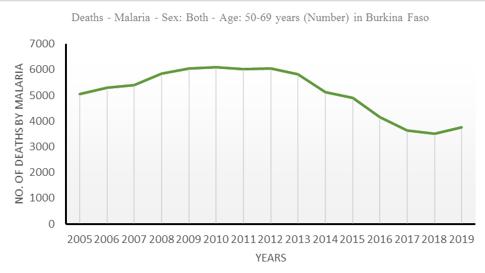 Deaths - Malaria - Sex: Both - Age: 50-69 years (Number) in Burkina Faso
7000
6000
5000
4000
3000
2000
1000
0
NO. OF DEATHS BY MALARIA
2005 2006 2007 2008 2009 2010 2011 2012 2013 2014 2015 2016 2017 2018 2019
YEARS